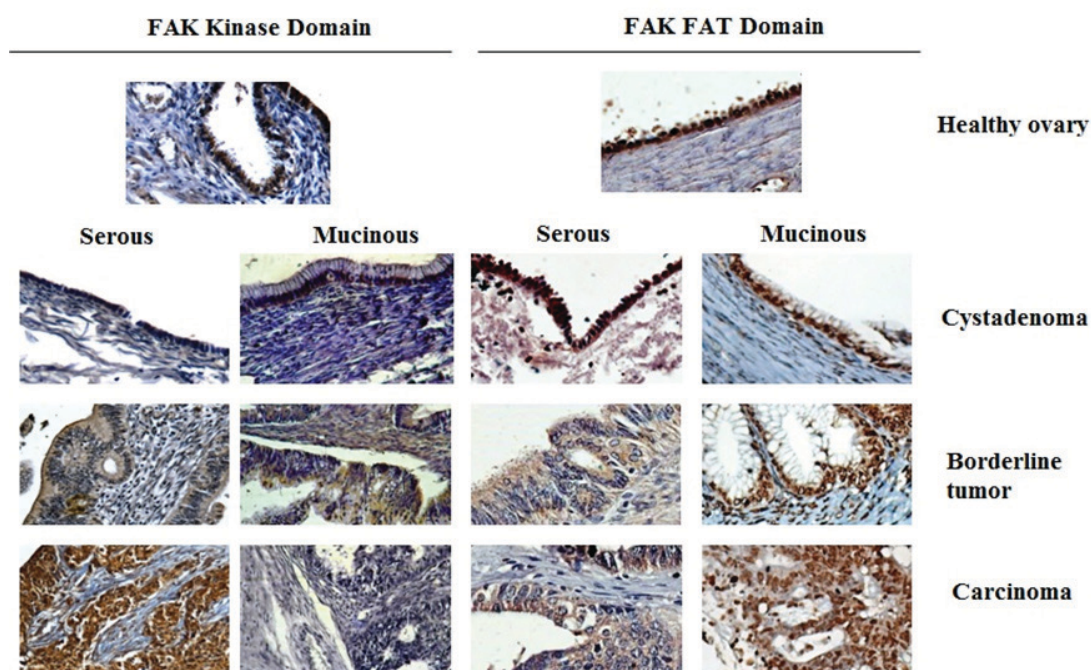 FAK Kinase Domain
FAK FAT Domain
Healthy ovary
Serous
Mucinous
Serous
Mucinous
Cystadenoma
Borderline
tumor
Carcinoma